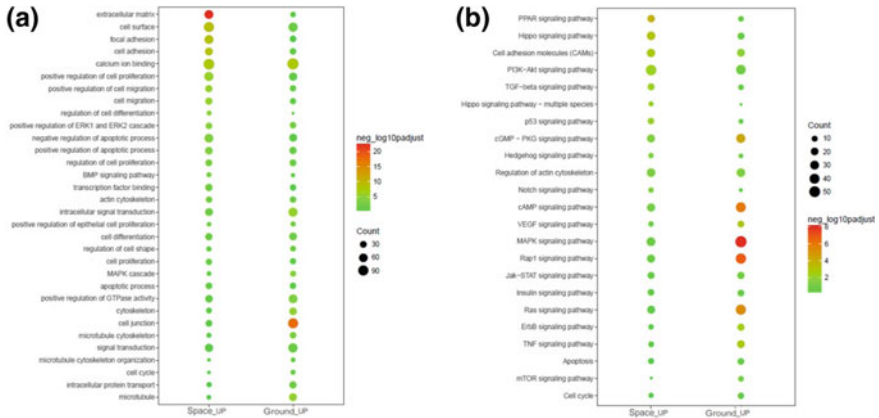 (a)
extracellular matrix
cell surface
focal adhesion
cell adhesion
calcium ion binding
positive regulation of cell proliferation
positive regulation of cell migration
cell migration
regulation of cell differentiation
positive regulation of ERK1 and ERK2 cascade
negative regulation of apoptotic process
positive regulation of apoptotic process
regulation of cell proliferation
BMP signaling pathway
transcription factor binding
actin cytoskeleton
intracellular signal transduction
positive regulation of epithelial cell proliferation
cell differentiation
regulation of cell shape
cell proliferation
MAPK cascade
apoptotic process
positive regulation of GTPase activity
cytoskeleton
cell junction
microtubule cytoskeleton
signal transduction
microtubule cytoskeleton organization
cell cycle
intracellular protein transport
microtubule
Space_UP Ground_UP
neg_log10padjust
20
15
10
5
Count
30
60
90
(b)
PPAR signaling pathway
Hippo signaling pathway
Cell adhesion molecules (CAMs)
PI3K-Akt signaling pathway
TGF-beta signaling pathway
Hippo signaling pathway - multiple species
p53 signaling pathway
cGMP - PKG signaling pathway
Hedgehog signaling pathway
Regulation of actin cytoskeleton
Notch signaling pathway
cAMP signaling pathway
VEGF signaling pathway
MAPK signaling pathway
Rap1 signaling pathway
Jak-STAT signaling pathway
Insulin signaling pathway
Ras signaling pathway
ErbB signaling pathway
TNF signaling pathway
Apoptosis
mTOR signaling pathway
Cell cycle
Space_UP Ground_UP
Count
10
20
30
40
50
neg_log10padjust
8
6
4
2